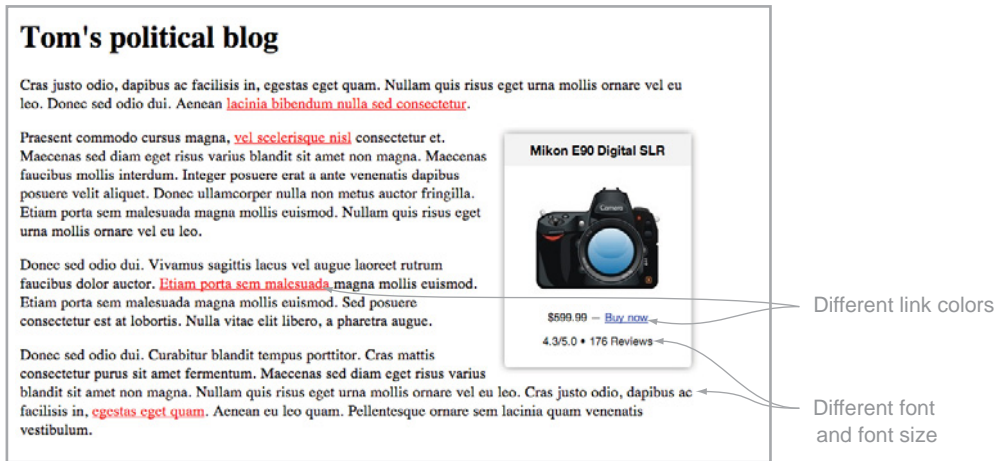 Tom's political blog
Cras justo odio, dapibus ac facilisis in, egestas eget quam. Nullam quis risus eget urna mollis ornare vel eu
leo. Donec sed odio dui. Aenean lacinia bibendum nulla sed consectetur.
Praesent commodo cursus magna, vel scelerisque nisl consectetur et.
Maecenas sed diam eget risus varius blandit sit amet non magna. Maecenas
faucibus mollis interdum. Integer posuere erat a ante venenatis dapibus
posuere velit aliquet. Donec ullamcorper nulla non metus auctor fringilla.
Etiam porta sem malesuada magna mollis euismod. Nullam quis risus eget
urna mollis ornare vel eu leo.
Donec sed odio dui. Vivamus sagittis lacus vel augue laoreet rutrum
faucibus dolor auctor. Etiam porta sem malesuada magna mollis euismod.
Etiam porta sem malesuada magna mollis euismod. Sed posuere
consectetur est at lobortis. Nulla vitae elit libero, a pharetra augue.
Donec sed odio dui. Curabitur blandit tempus porttitor. Cras mattis
consectetur purus sit amet fermentum. Maecenas sed diam eget risus varius
blandit sit amet non magna. Nullam quis risus eget urna mollis ornare vel eu leo. Cras justo odio, dapibus ac
facilisis in, egestas eget quam. Aenean eu leo quam. Pellentesque ornare sem lacinia quam venenatis
vestibulum.
Mikon E90 Digital SLR
Camera
$599.99 – Buy now
4.3/5.0 • 176 Reviews
Different link colors
Different font
and font size